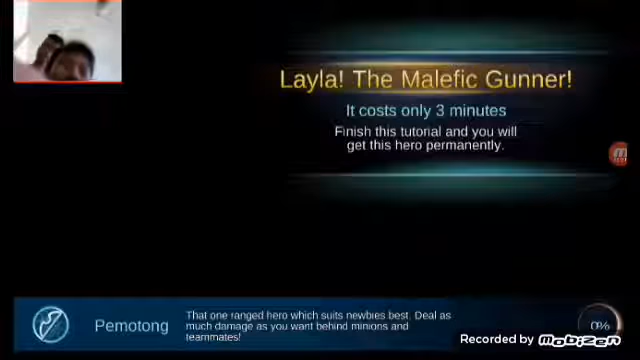 Layla! The Malefic Gunner!
It costs only 3 minutes
Finish this tutorial and you will
get this hero permanently.
Pemotong
That one ranged hero which suits newbies best. Deal as
much damage as you want behind minions and
teammates!
0%
Recorded by Mobizen